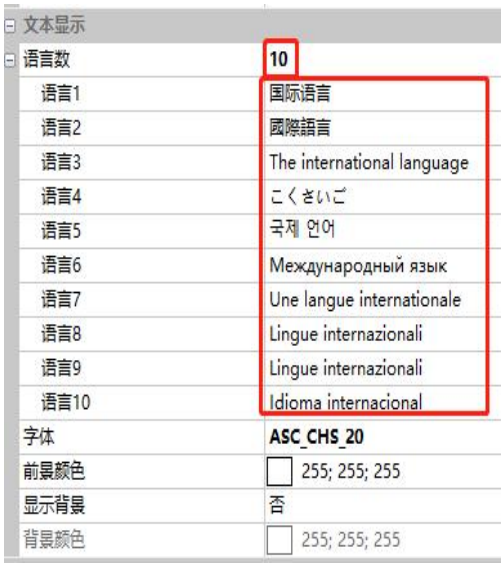 文本显示
语言数 10
语言1 国际语言
语言2 國際語言
语言3 The international language
语言4 こくさいご
语言5 국제 언어
语言6 Международный язык
语言7 Une langue internationale
语言8 Lingue internazionali
语言9 Lingue internazionali
语言10 Idioma internacional
字体 ASC_CHS_20
前景颜色 255; 255; 255
显示背景 否
背景颜色 255; 255; 255